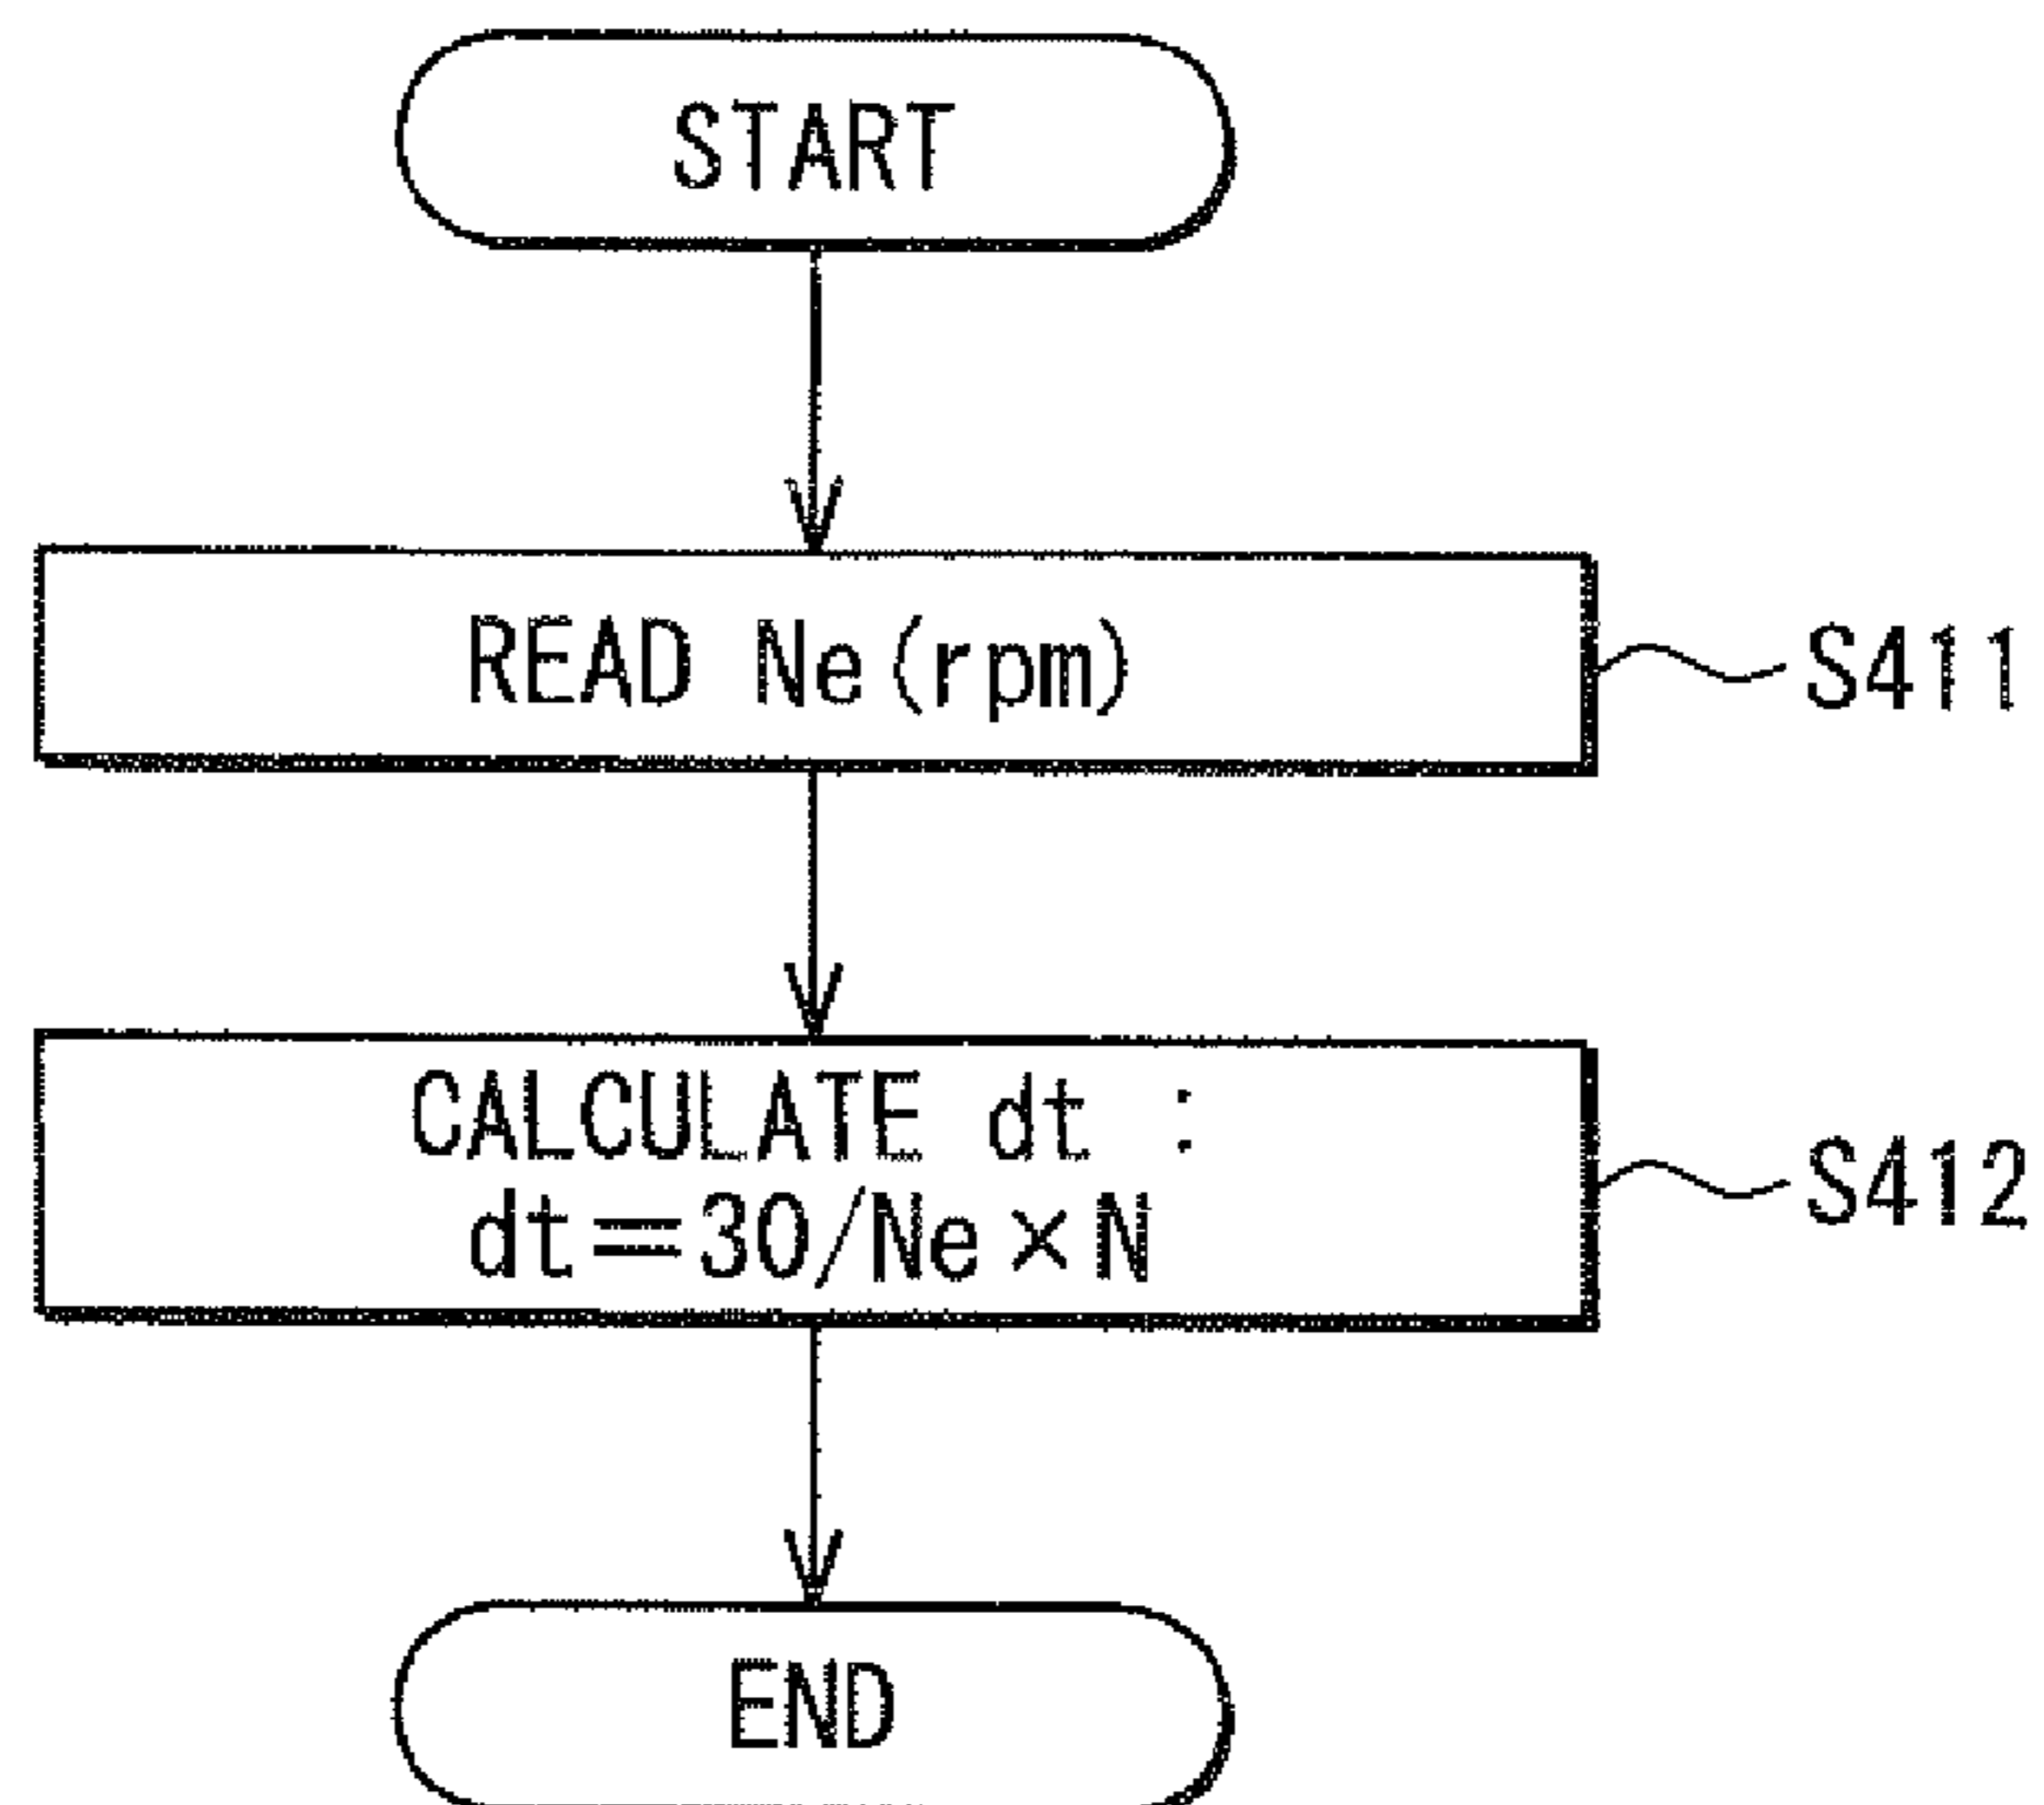 START
READ Ne(rpm)
S411
CALCULATE dt :
dt=30/Ne×N
S412
END